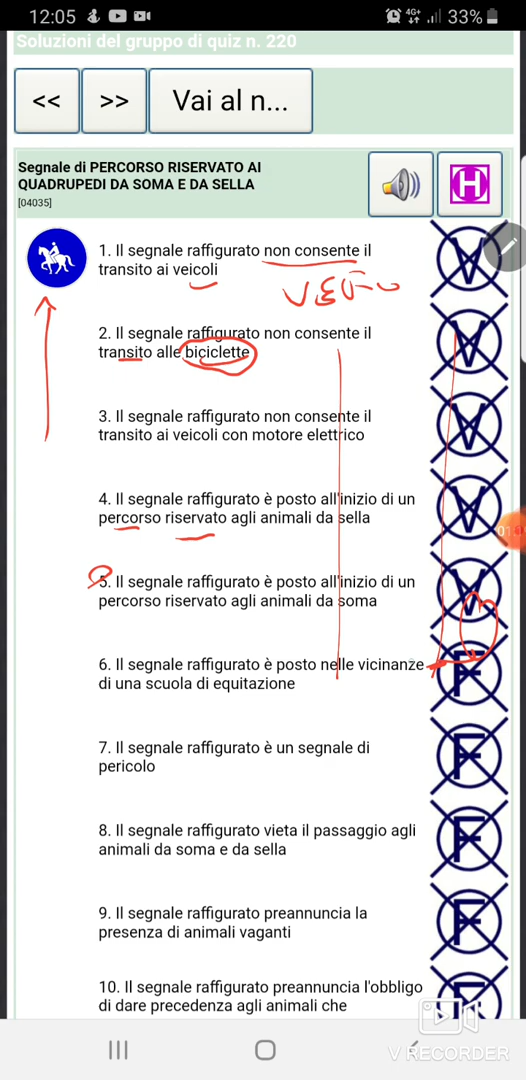 12:05
4G+
33%
Soluzioni del gruppo di quiz n. 220
<<
>>
Vai al n...
Segnale di PERCORSO RISERVATO AI
QUADRUPEDI DA SOMA E DA SELLA
[04035]
H
1. Il segnale raffigurato non consente il
transito ai veicoli
V
2. Il segnale raffigurato non consente il
transito alle biciclette
V
3. Il segnale raffigurato non consente il
transito ai veicoli con motore elettrico
V
4. Il segnale raffigurato è posto all'inizio di un
percorso riservato agli animali da sella
V
5. Il segnale raffigurato è posto all'inizio di un
percorso riservato agli animali da soma
V
6. Il segnale raffigurato è posto nelle vicinanze
di una scuola di equitazione
F
7. Il segnale raffigurato è un segnale di
pericolo
F
8. Il segnale raffigurato vieta il passaggio agli
animali da soma e da sella
F
9. Il segnale raffigurato preannuncia la
presenza di animali vaganti
F
10. Il segnale raffigurato preannuncia l'obbligo
di dare precedenza agli animali che
F
V RECORDER